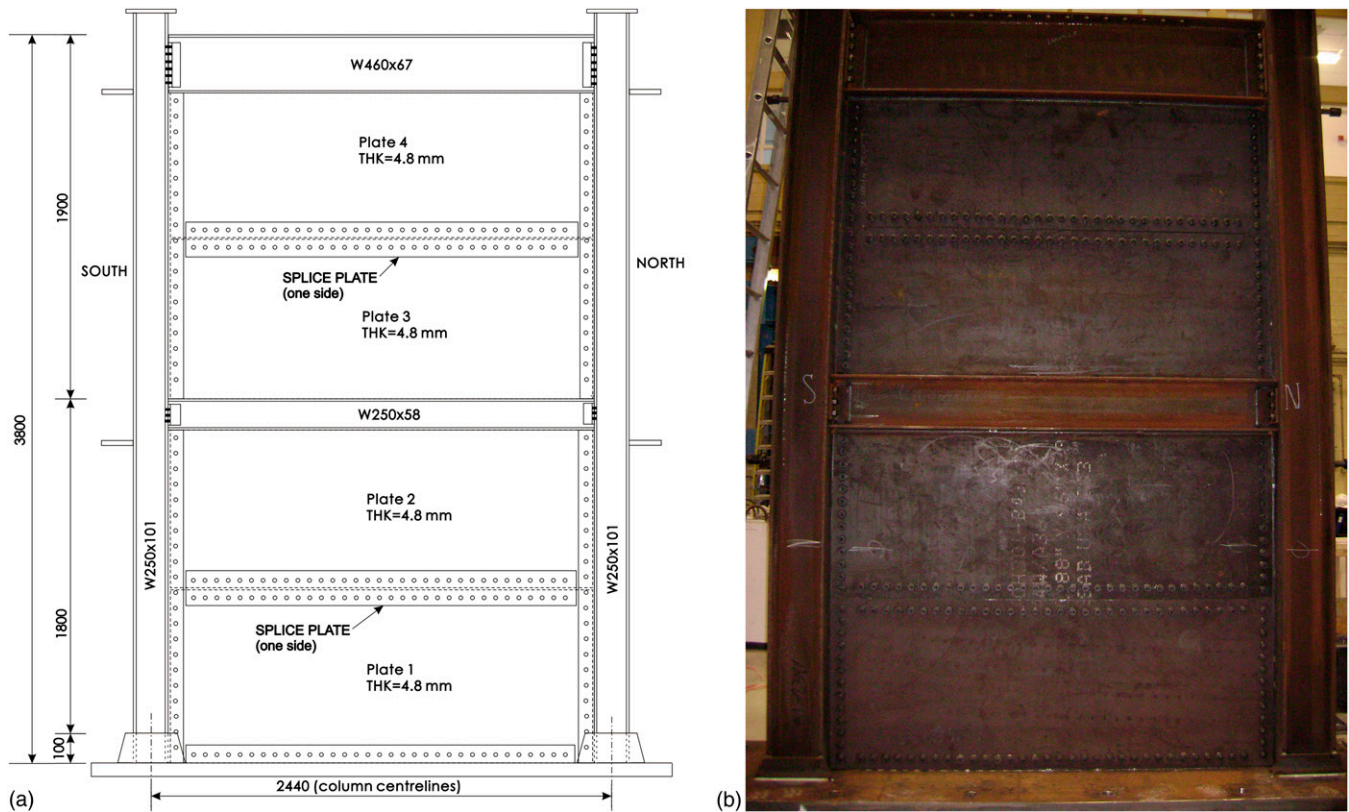 W460x67
Plate 4
THK=4.8 mm
1900
SPLICE PLATE
(one side)
SOUTH
NORTH
Plate 3
THK=4.8 mm
3800
W250x58
Plate 2
THK=4.8 mm
W250x101
W250x101
1800
SPLICE PLATE
(one side)
Plate 1
THK=4.8 mm
100
2440 (column centrelines)
(a)
S
N
(b)